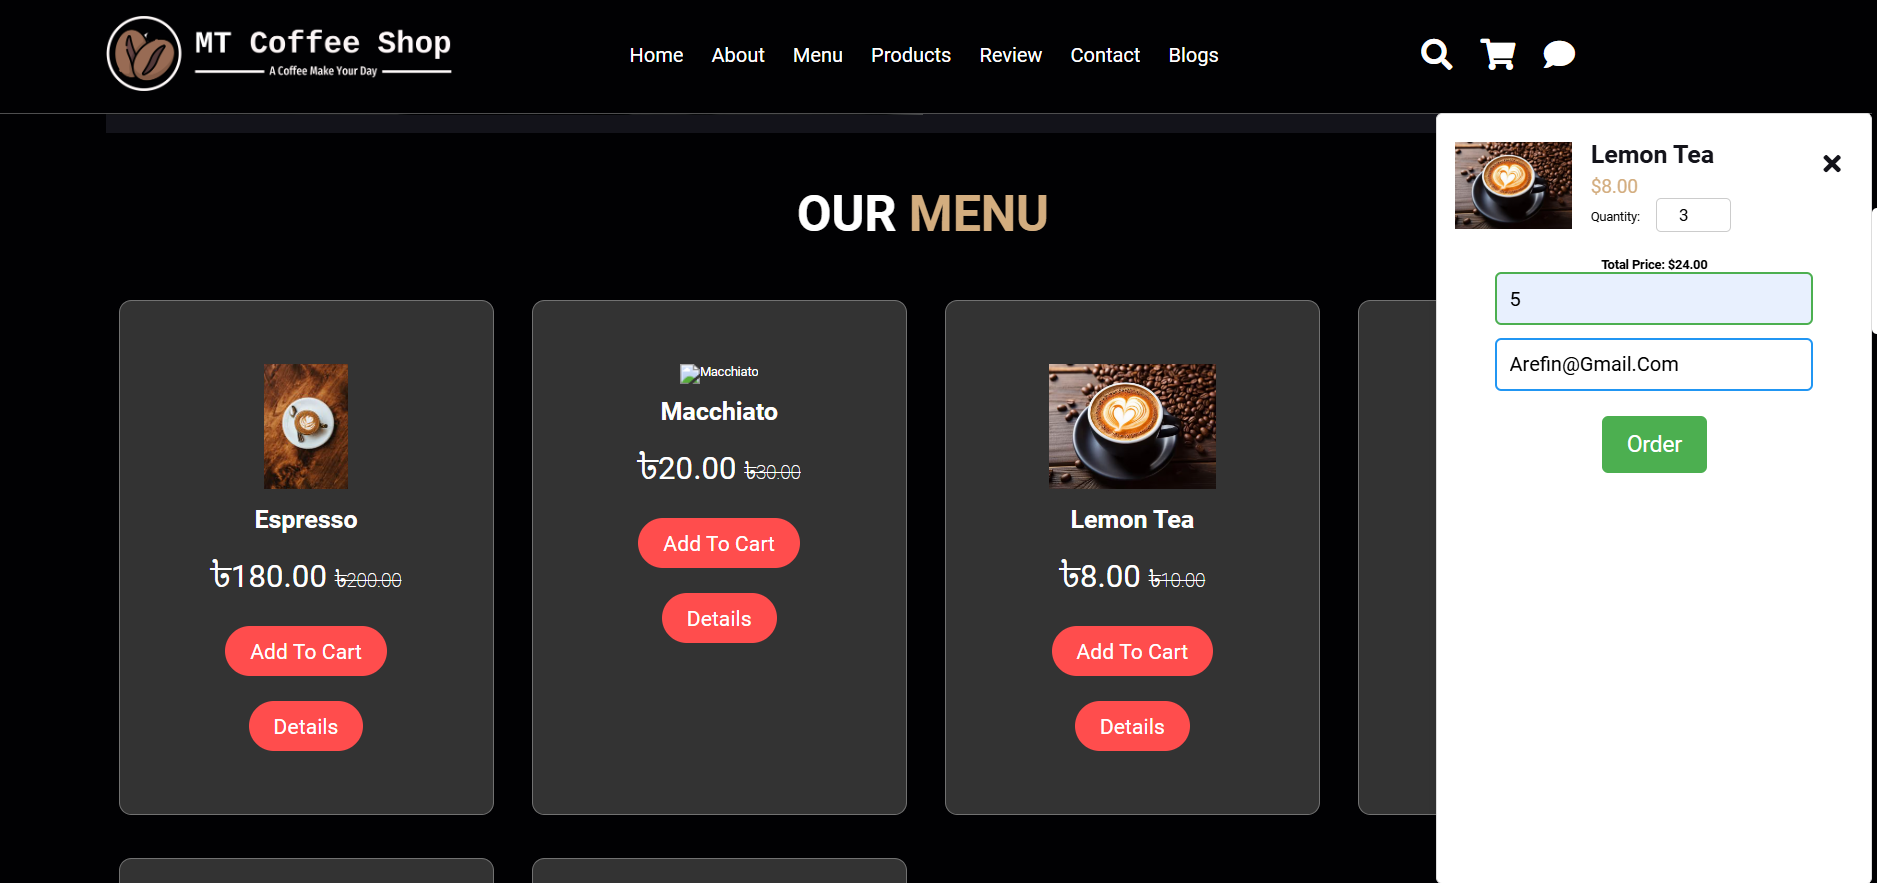 MT Coffee Shop
A Coffee Make Your Day
Home About Menu Products Review Contact Blogs
OUR MENU
Espresso
৳180.00 ৳200.00
Add To Cart
Details
Macchiato
Macchiato
৳20.00 ৳30.00
Add To Cart
Details
Lemon Tea
৳8.00 ৳10.00
Add To Cart
Details
Lemon Tea
$8.00
Quantity: 3
Total Price: $24.00
5
Arefin@Gmail.Com
Order